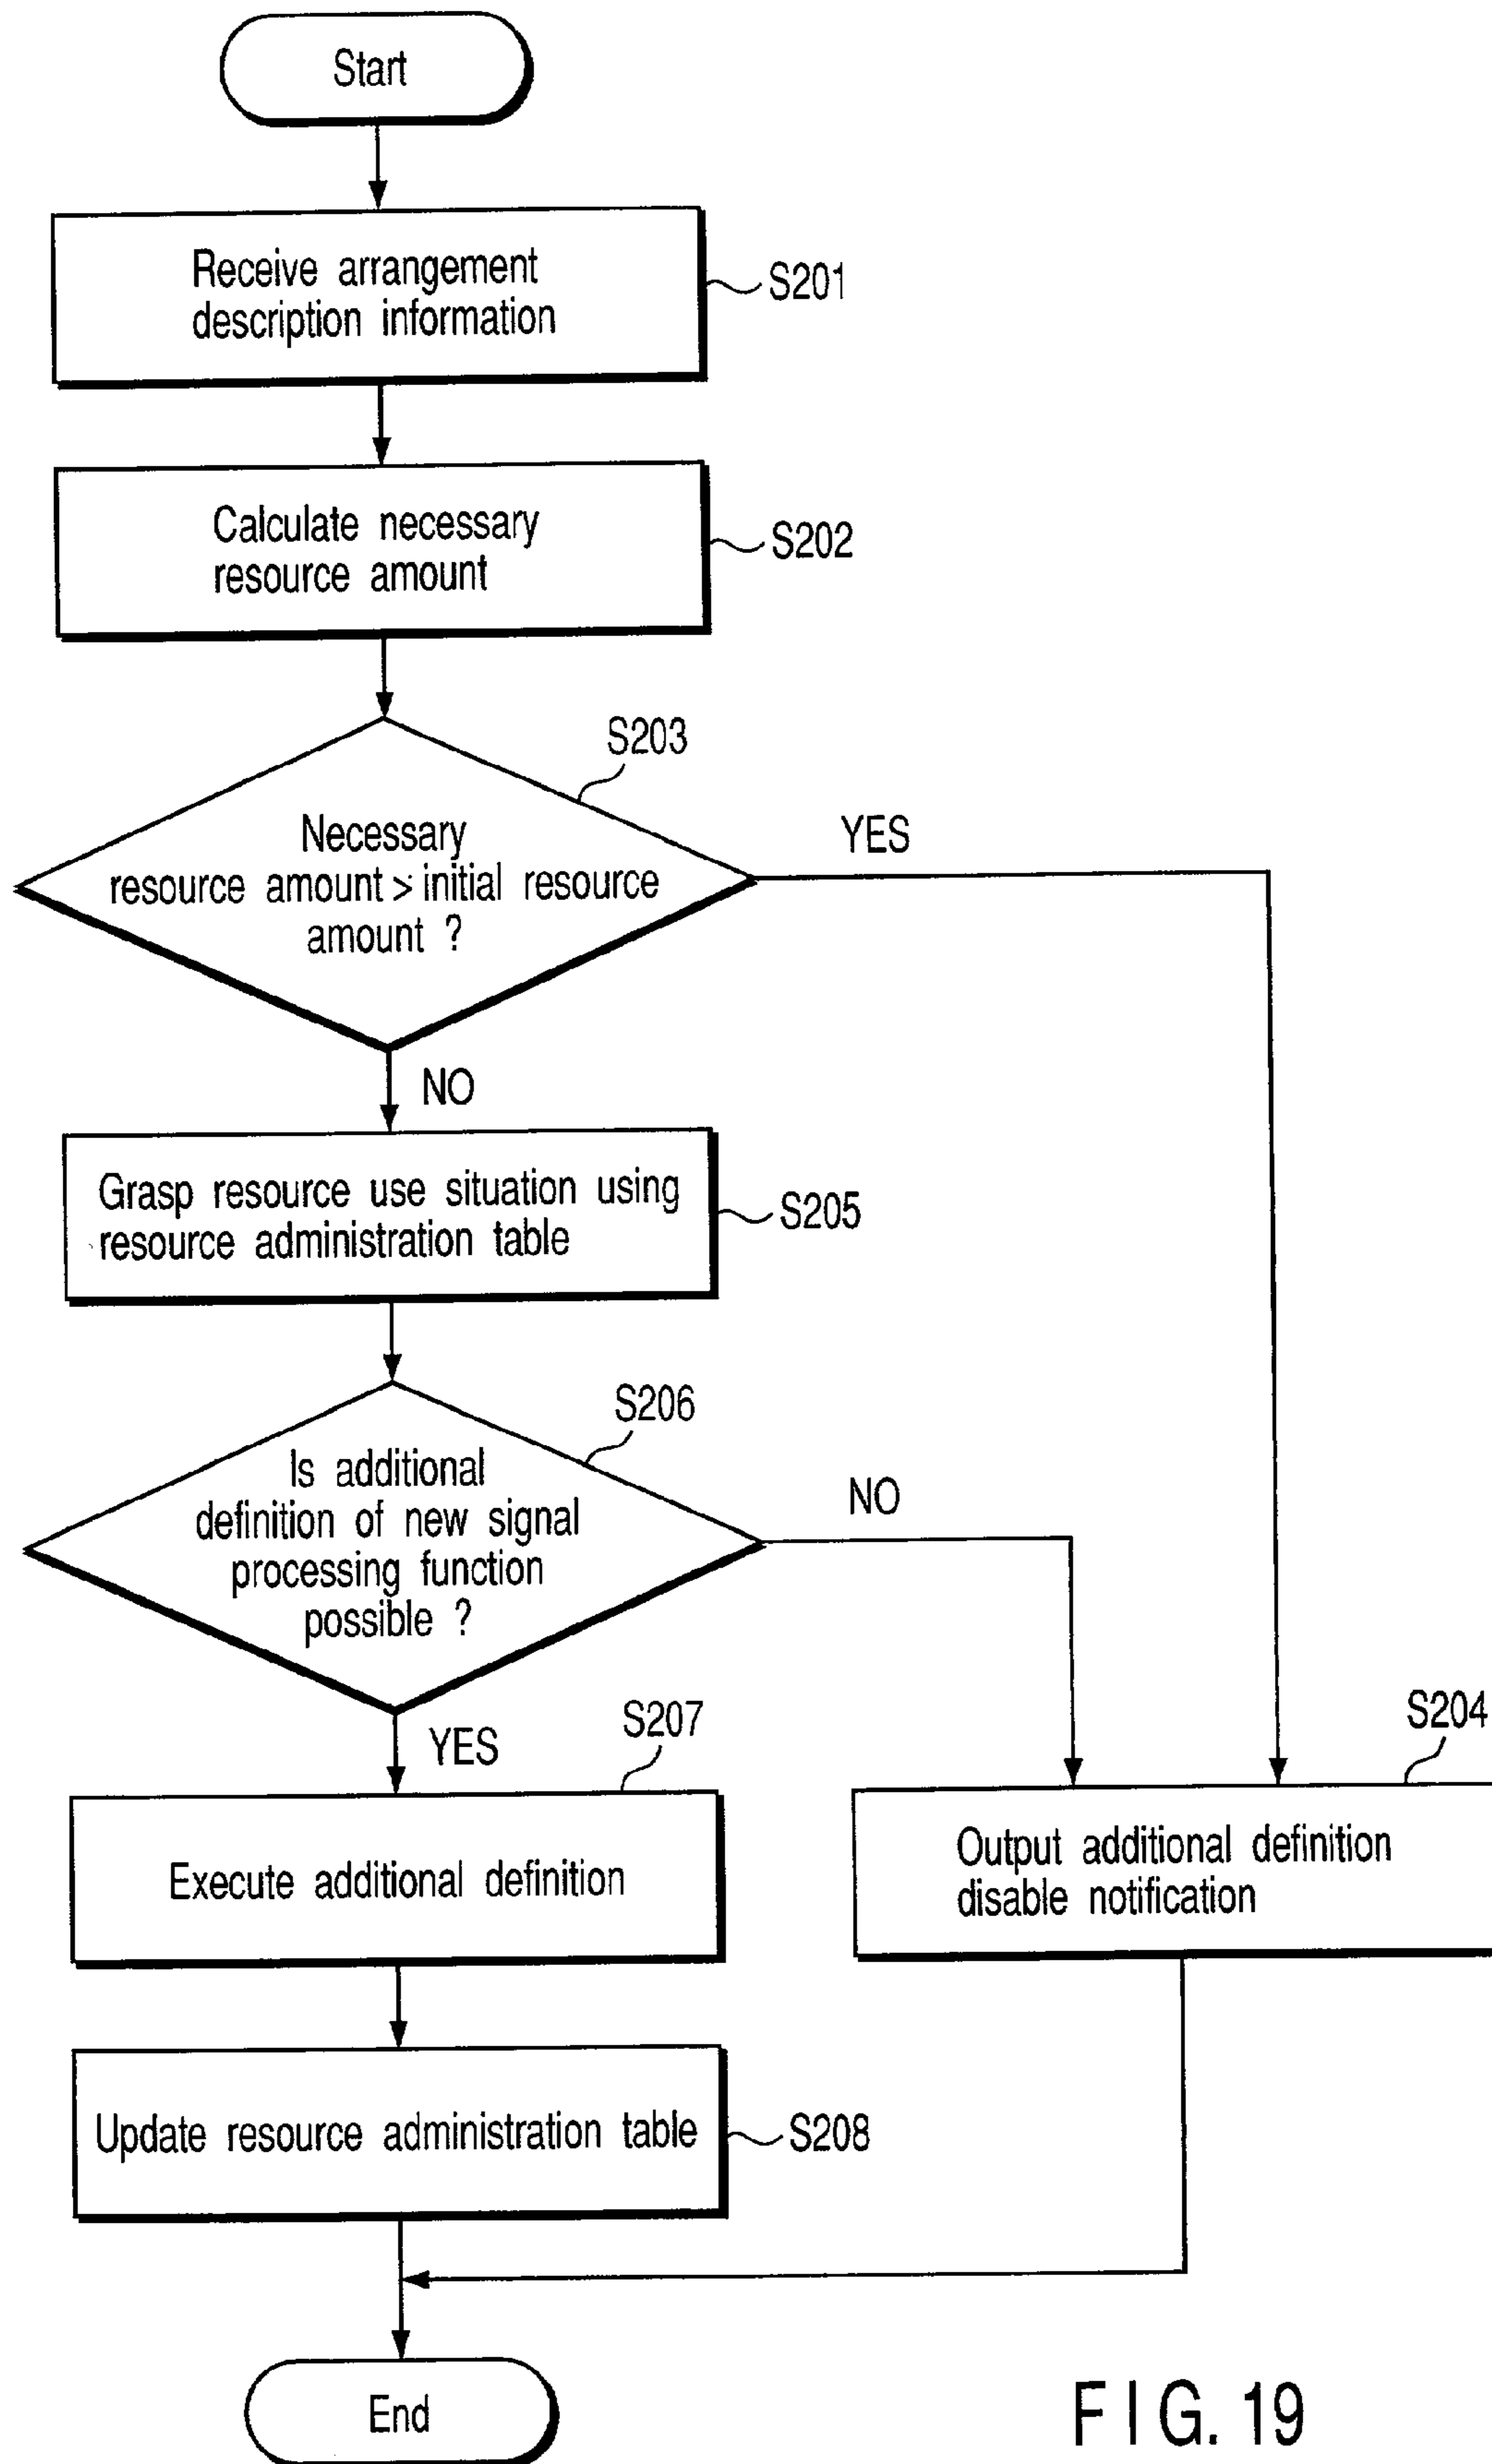 Start
Receive arrangement
description information
S201
Calculate necessary
resource amount
S202
S203
Necessary
resource amount > initial resource
amount ?
YES
NO
Grasp resource use situation using
resource administration table
S205
S206
Is additional
definition of new signal
processing function
possible ?
NO
YES
S207
Execute additional definition
S204
Output additional definition
disable notification
Update resource administration table
S208
End
FIG. 19